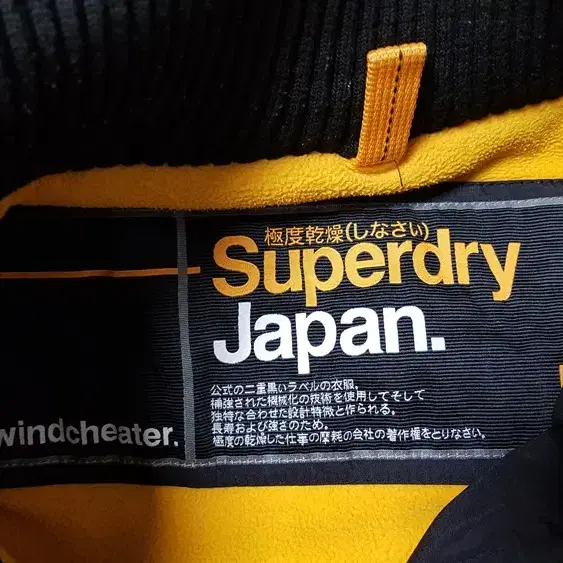 極度乾燥(しなさい)
Superdry
Japan.
公式の二重黒いラベルの衣服。
補強された機械化の技術を使用してそして
独特な合わせた設計特微と作られる。
長寿および強さのため。
極度の乾燥した仕事の摩耗の会社の著作権をとりなさい。
windcheater.